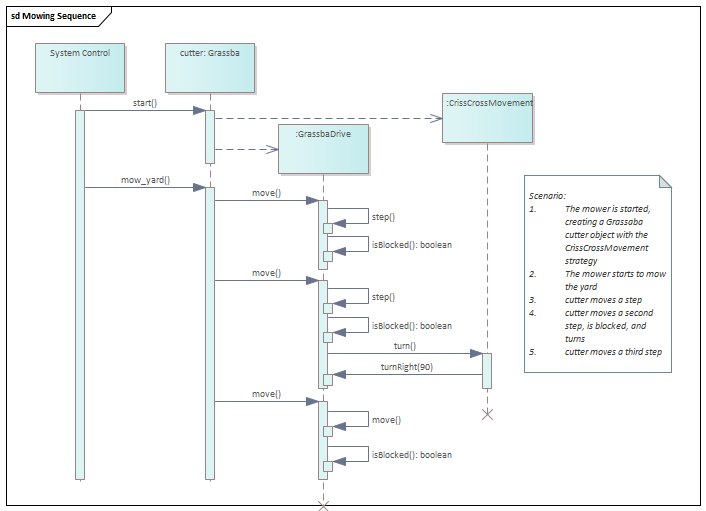 sd Mowing Sequence
System Control
cutter: Grassba
:CrissCrossMovement
start()
:GrassbaDrive
mow_yard()
move()
step()
isBlocked(): boolean
move()
step()
isBlocked(): boolean
turn()
turnRight(90)
move()
move()
isBlocked(): boolean
Scenario:
1. The mower is started,
creating a Grassaba
cutter object with the
CrissCrossMovement
strategy
2. The mower starts to mow
the yard
3. cutter moves a step
4. cutter moves a second
step, is blocked, and
turns
5. cutter moves a third step